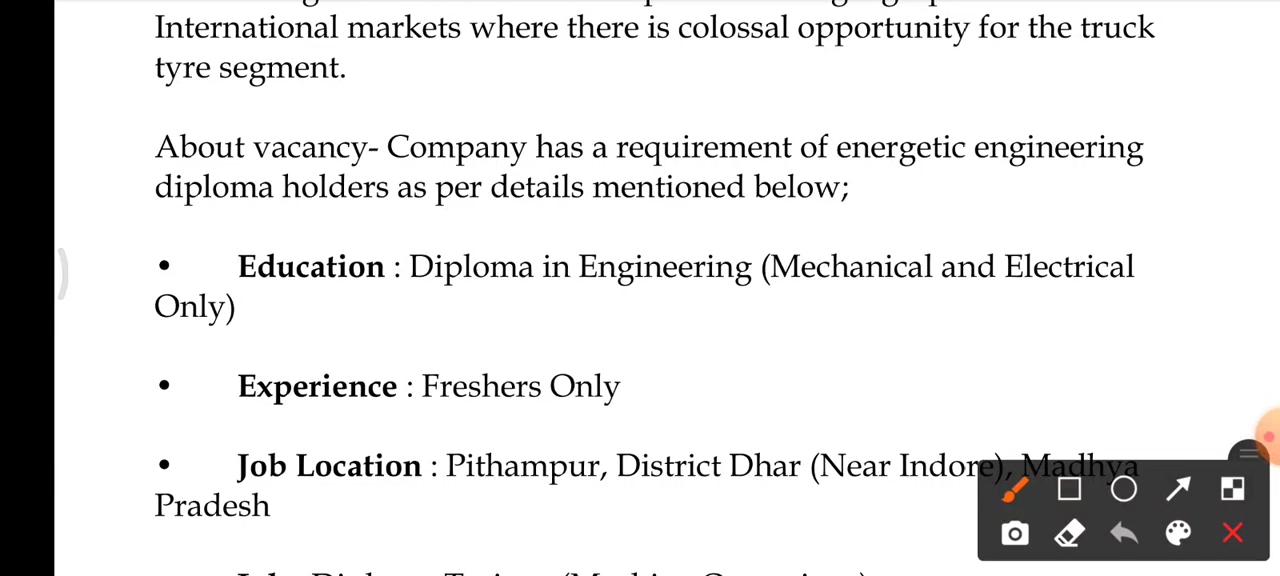 International markets where there is colossal opportunity for the truck
tyre segment.
About vacancy- Company has a requirement of energetic engineering
diploma holders as per details mentioned below;
• Education : Diploma in Engineering (Mechanical and Electrical
Only)
• Experience : Freshers Only
• Job Location : Pithampur, District Dhar (Near Indore), Madhya
Pradesh